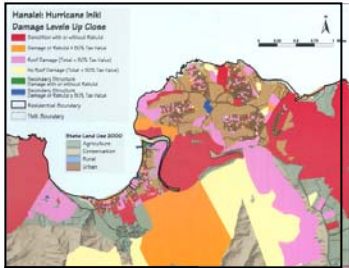 Hanalei: Hurricane Iniki
Damage Levels Up Close
Demolition with or without Rebuild
Damage or Rebuild > 50% Tax Value
Roof Damage (Total < 50% Tax Value)
No Roof Damage (Total < 50% Tax Value)
Secondary Structure
Damage with or without Rebuild
Secondary Structure
Damage or Rebuild > 50% Tax Value
Residential Boundary
TMK Boundary
State Land Use 2000
Agriculture
Conservation
Rural
Urban
N